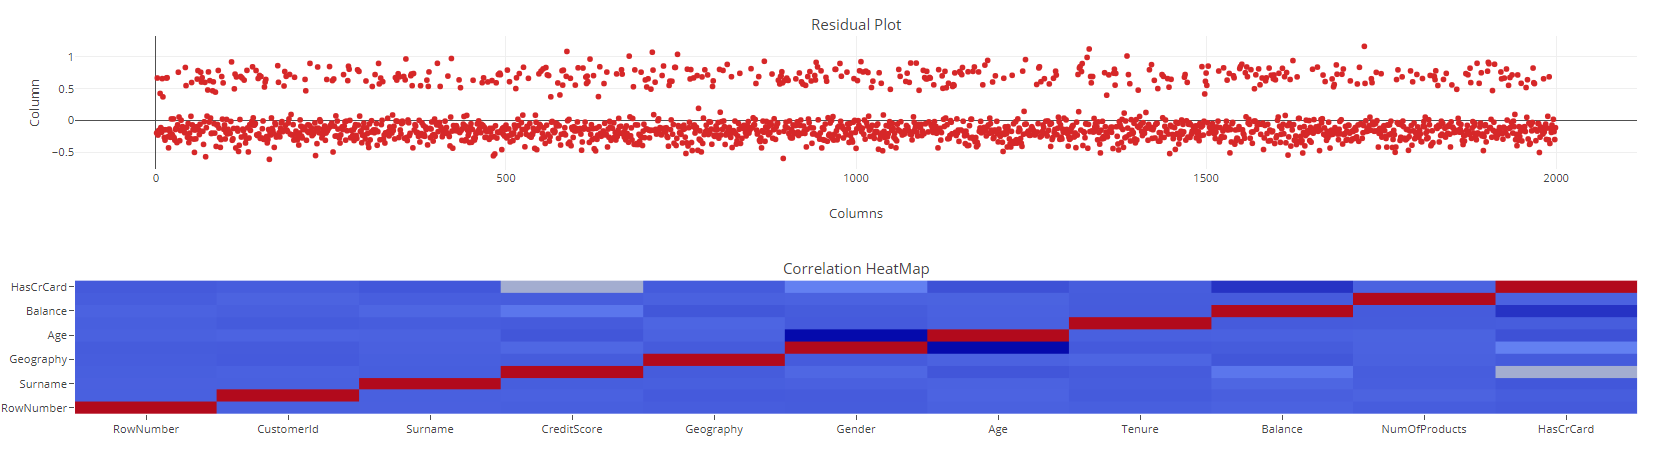 Residual Plot
Column
1
0.5
0
−0.5
0 500 1000 1500 2000
Columns
Correlation HeatMap
HasCrCard
Balance
Age
Geography
Surname
RowNumber
RowNumber CustomerId Surname CreditScore Geography Gender Age Tenure Balance NumOfProducts HasCrCard